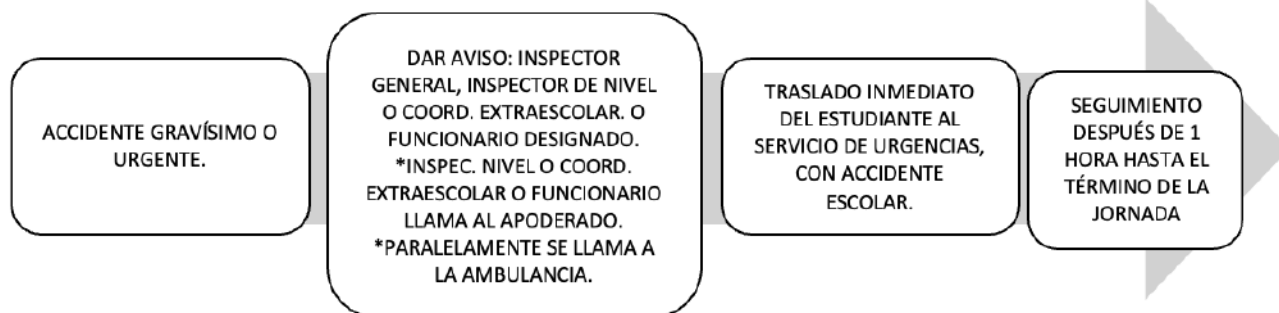 ACCIDENTE GRAVÍSIMO O
URGENTE.
DAR AVISO: INSPECTOR
GENERAL, INSPECTOR DE NIVEL
O COORD. EXTRAESCOLAR. O
FUNCIONARIO DESIGNADO.
*INSPEC. NIVEL O COORD.
EXTRAESCOLAR O FUNCIONARIO
LLAMA AL APODERADO.
*PARALELAMENTE SE LLAMA A
LA AMBULANCIA.
TRASLADO INMEDIATO
DEL ESTUDIANTE AL
SERVICIO DE URGENCIAS,
CON ACCIDENTE
ESCOLAR.
SEGUIMIENTO
DESPUÉS DE 1
HORA HASTA EL
TÉRMINO DE LA
JORNADA